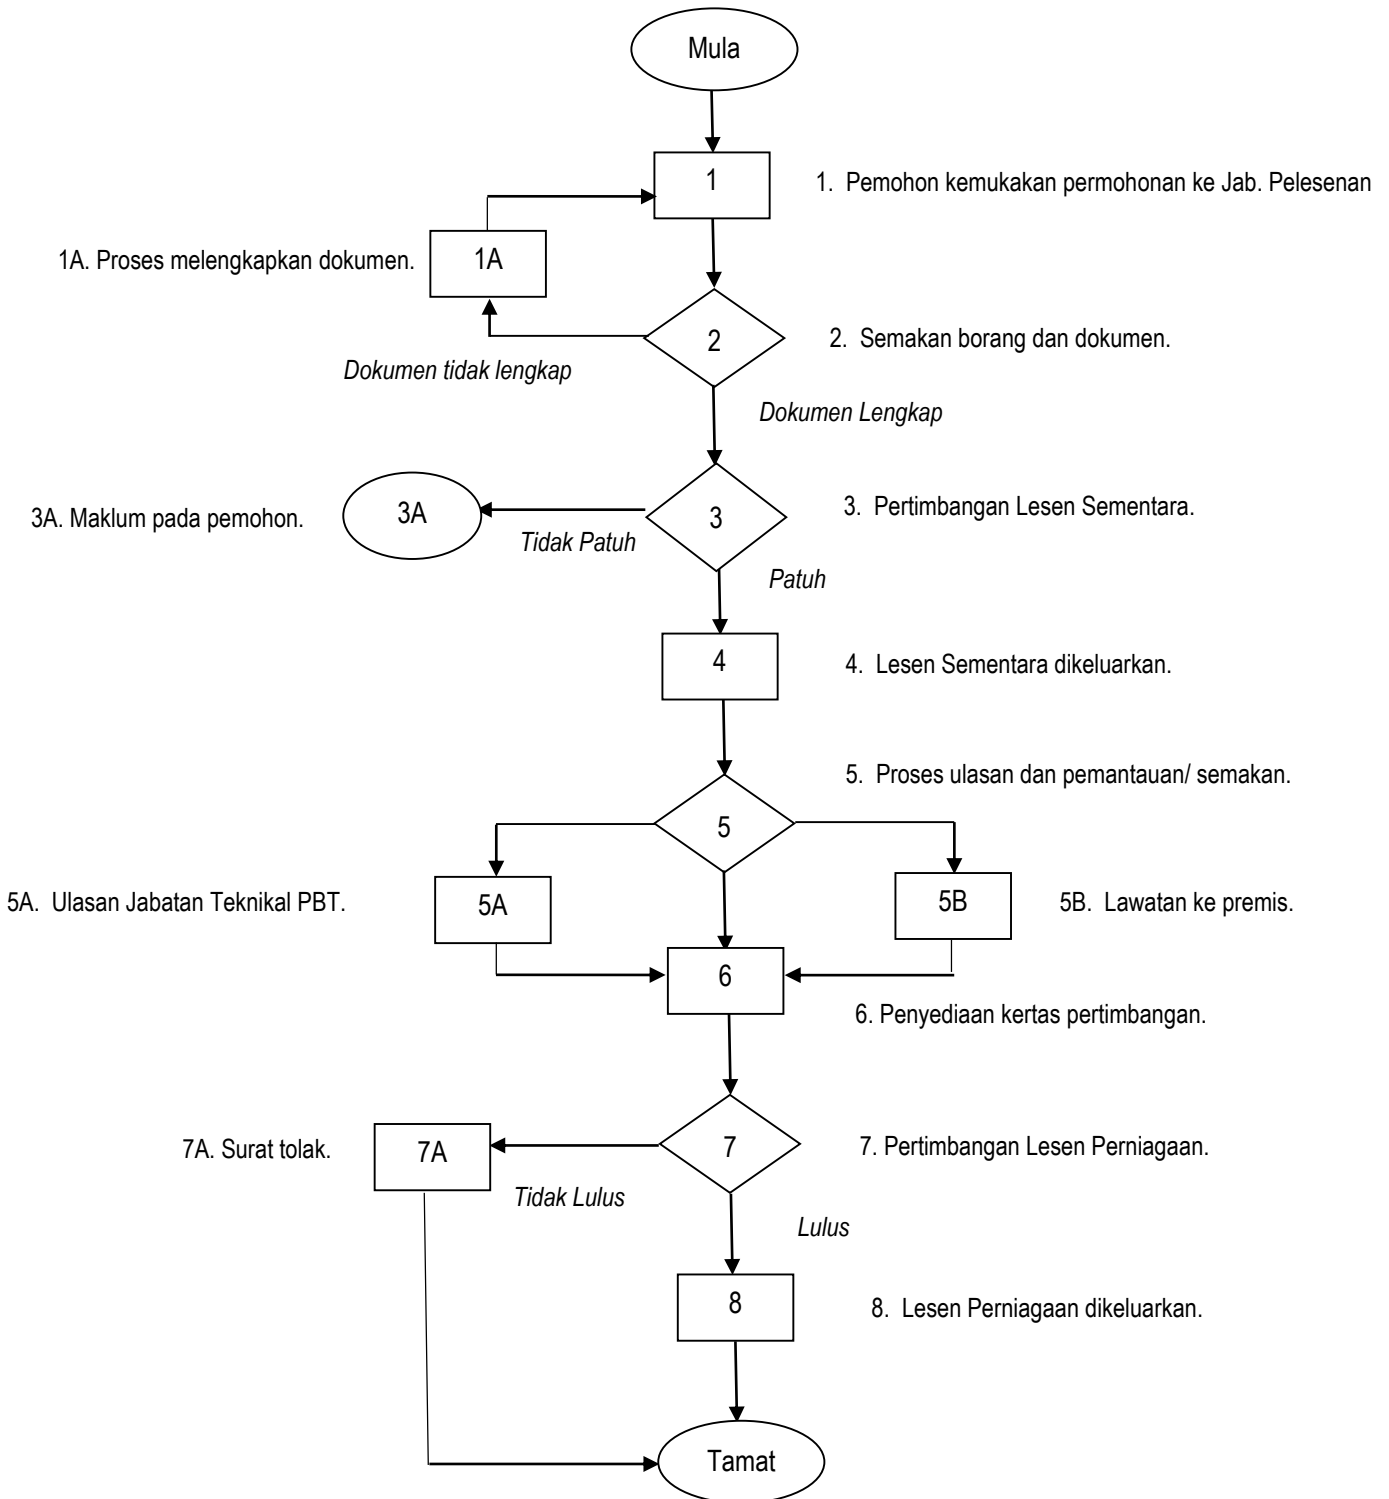 Mula
1
1. Pemohon kemukakan permohonan ke Jab. Pelesenan
1A. Proses melengkapkan dokumen.
1A
2
2. Semakan borang dan dokumen.
Dokumen tidak lengkap
Dokumen Lengkap
3A. Maklum pada pemohon.
3A
3
3. Pertimbangan Lesen Sementara.
Tidak Patuh
Patuh
4
4. Lesen Sementara dikeluarkan.
5. Proses ulasan dan pemantauan/ semakan.
5
5A. Ulasan Jabatan Teknikal PBT.
5A
5B
5B. Lawatan ke premis.
6
6. Penyediaan kertas pertimbangan.
7A. Surat tolak.
7A
7
7. Pertimbangan Lesen Perniagaan.
Tidak Lulus
Lulus
8
8. Lesen Perniagaan dikeluarkan.
Tamat